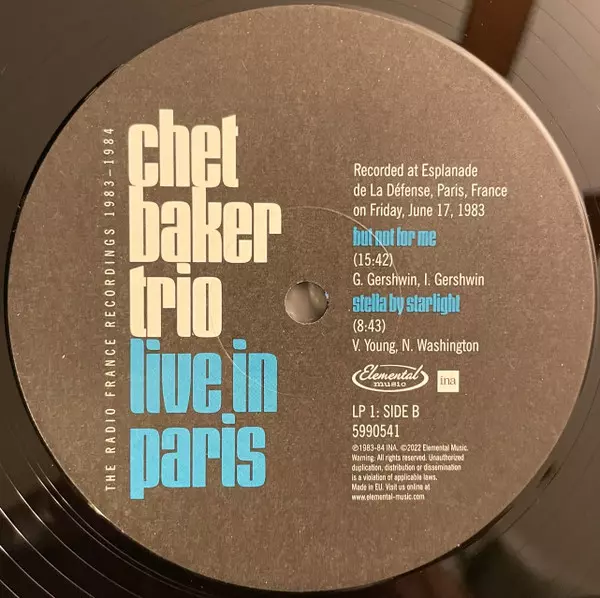 THE RADIO FRANCE RECORDINGS 1983–1984
chet
baker
trio
live in
paris
Recorded at Esplanade
de La Défense, Paris, France
on Friday, June 17, 1983
but not for me
(15:42)
G. Gershwin, I. Gershwin
stella by starlight
(8:43)
V. Young, N. Washington
Elemental
music
ina
LP 1: SIDE B
5990541
℗1983-84 INA. ©2022 Elemental Music.
Warning: All rights reserved. Unauthorized
duplication, distribution or dissemination
is a violation of applicable laws.
Made in EU. Visit us online at
www.elemental-music.com